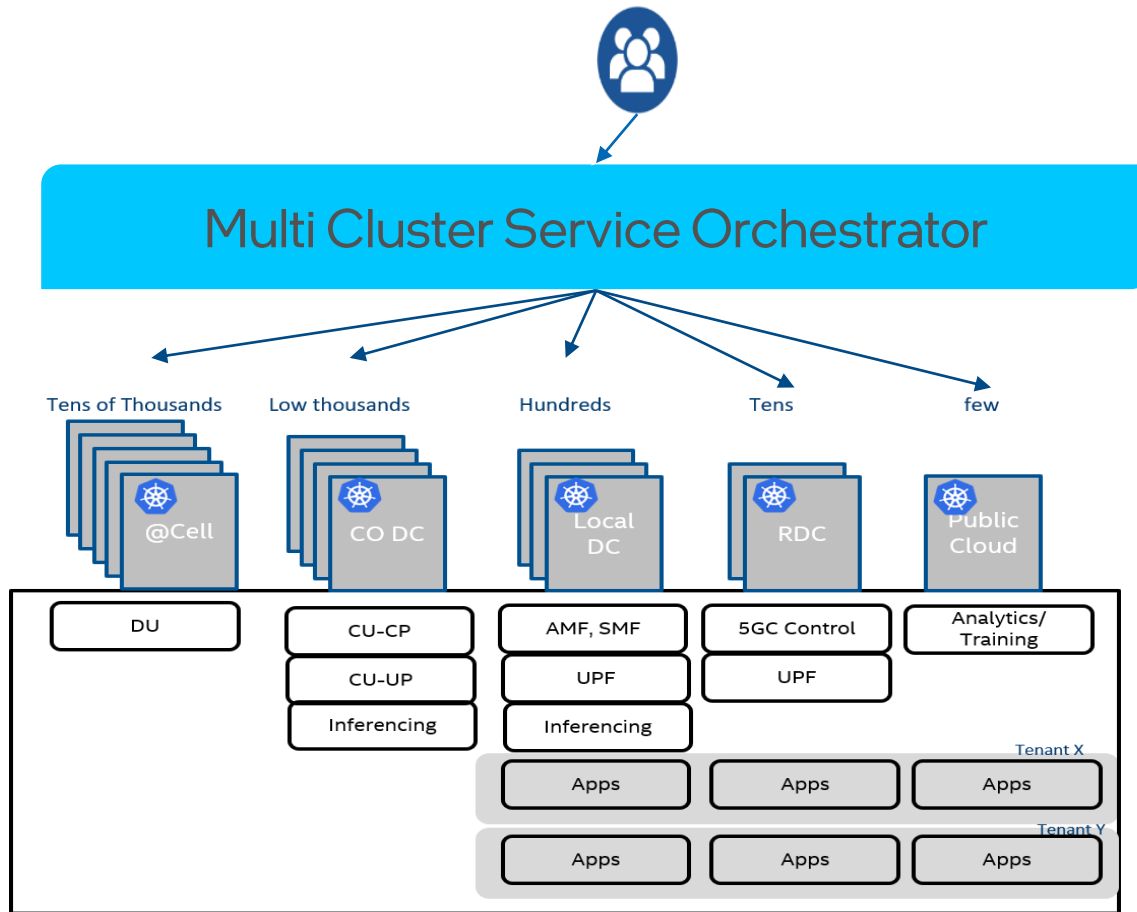 Multi Cluster Service Orchestrator
Tens of Thousands
Low thousands
Hundreds
Tens
few
@Cell
CO DC
Local
DC
RDC
Public
Cloud
DU
CU-CP
CU-UP
Inferencing
AMF, SMF
UPF
Inferencing
5GC Control
UPF
Analytics/
Training
Tenant X
Apps
Apps
Apps
Tenant Y
Apps
Apps
Apps